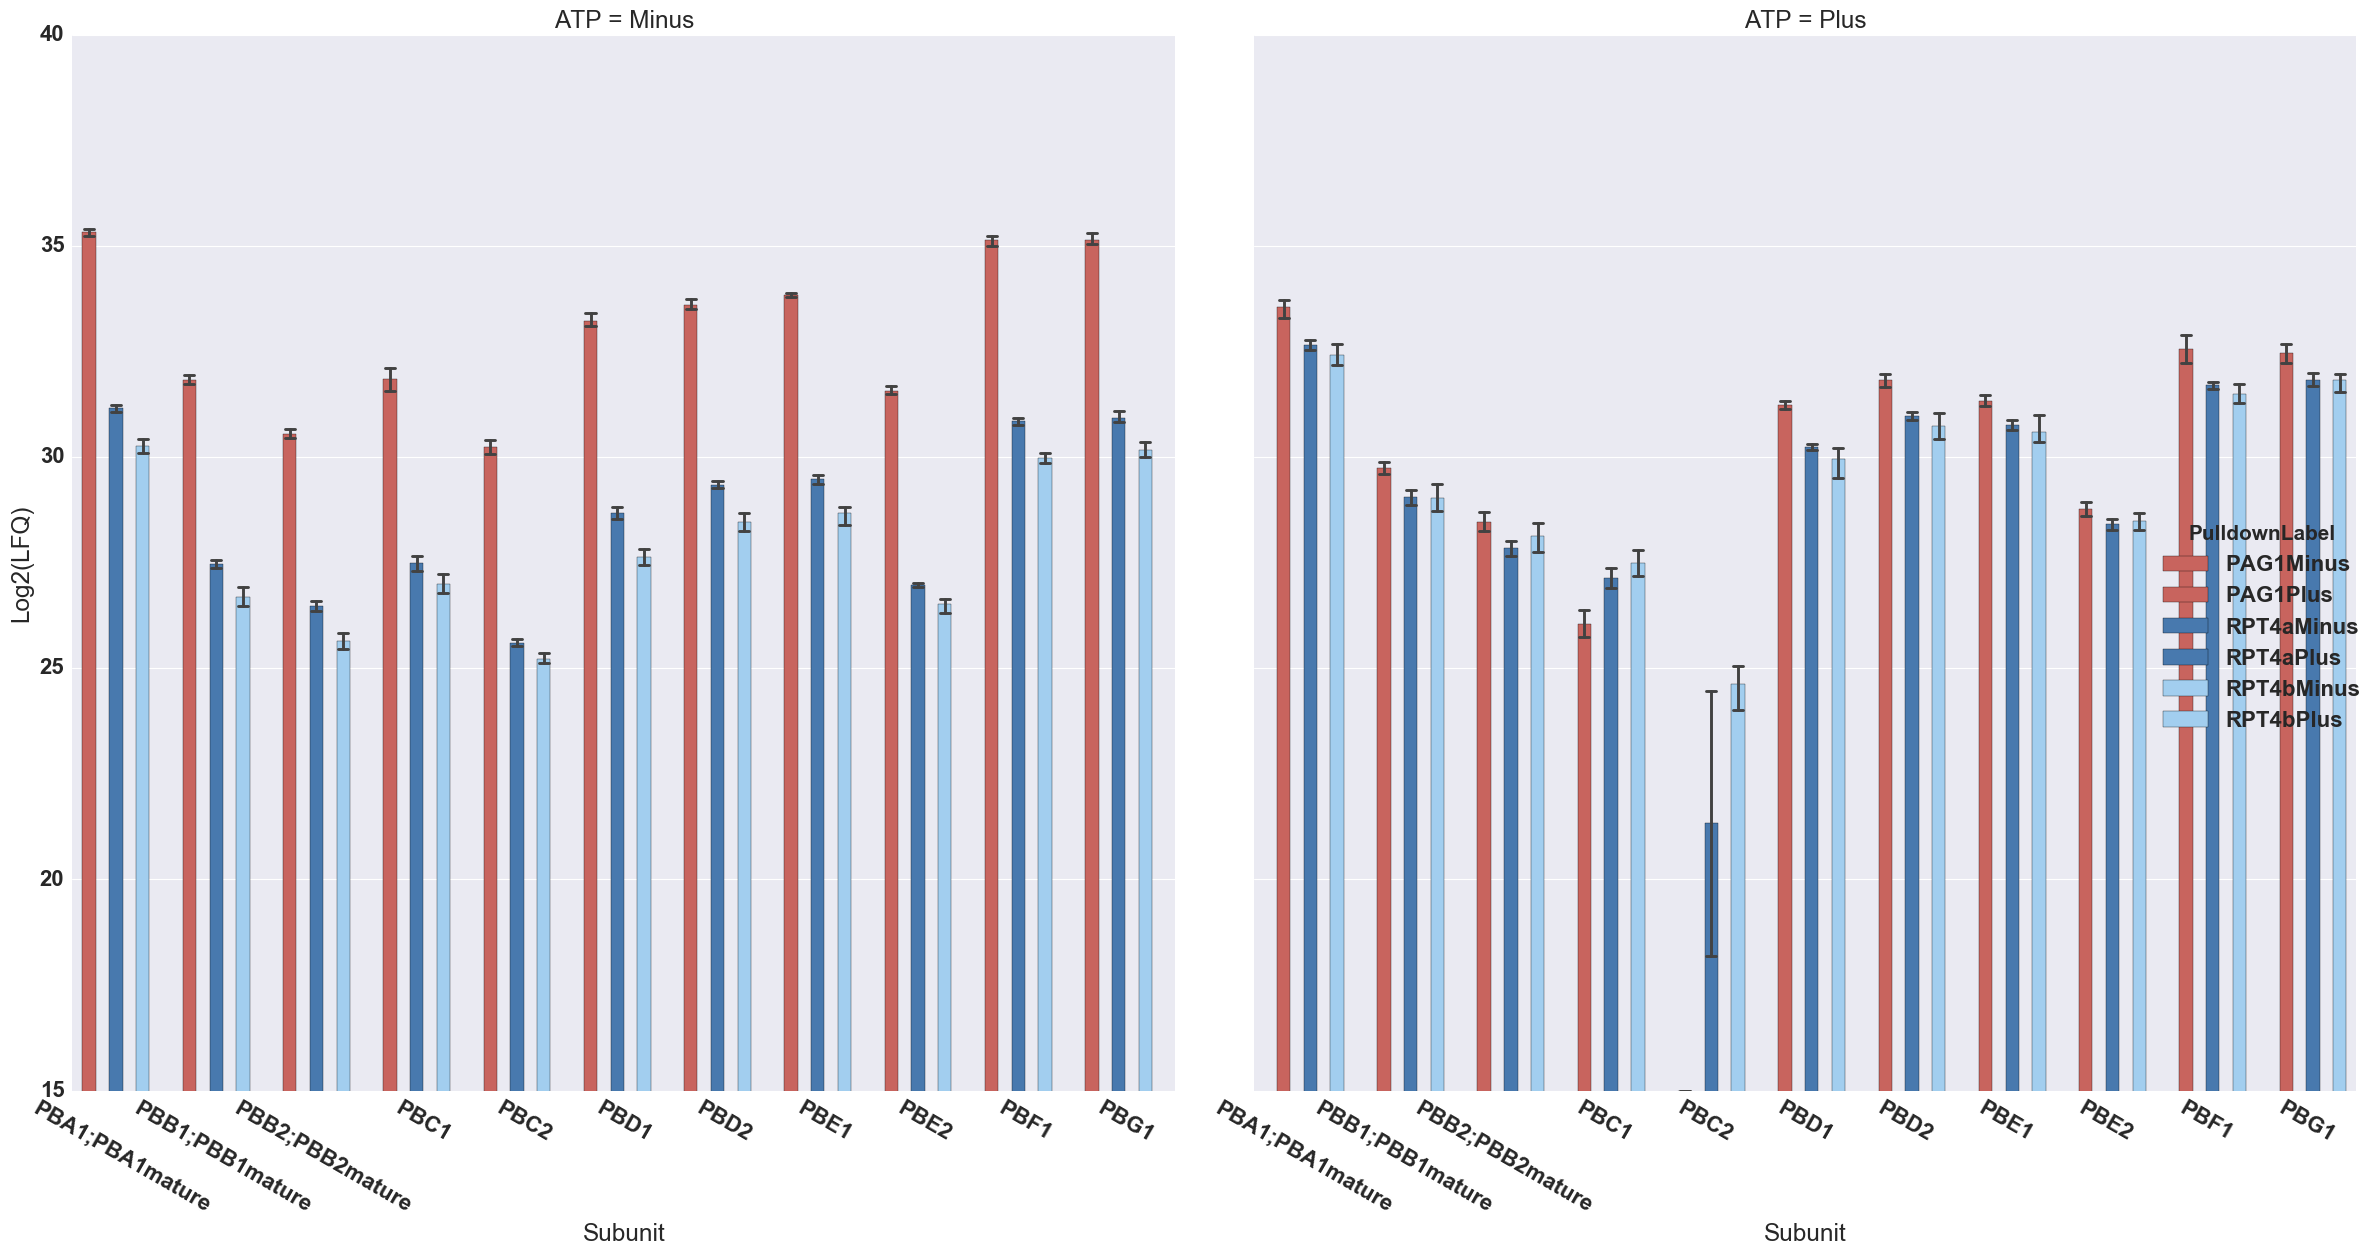 ATP = Minus
ATP = Plus
Log2(LFQ)
40
35
30
25
20
15
PBA1;PBA1mature
PBB1;PBB1mature
PBB2;PBB2mature
PBC1
PBC2
PBD1
PBD2
PBE1
PBE2
PBF1
PBG1
Subunit
PBA1;PBA1mature
PBB1;PBB1mature
PBB2;PBB2mature
PBC1
PBC2
PBD1
PBD2
PBE1
PBE2
PBF1
PBG1
Subunit
PulldownLabel
PAG1Minus
PAG1Plus
RPT4aMinus
RPT4aPlus
RPT4bMinus
RPT4bPlus